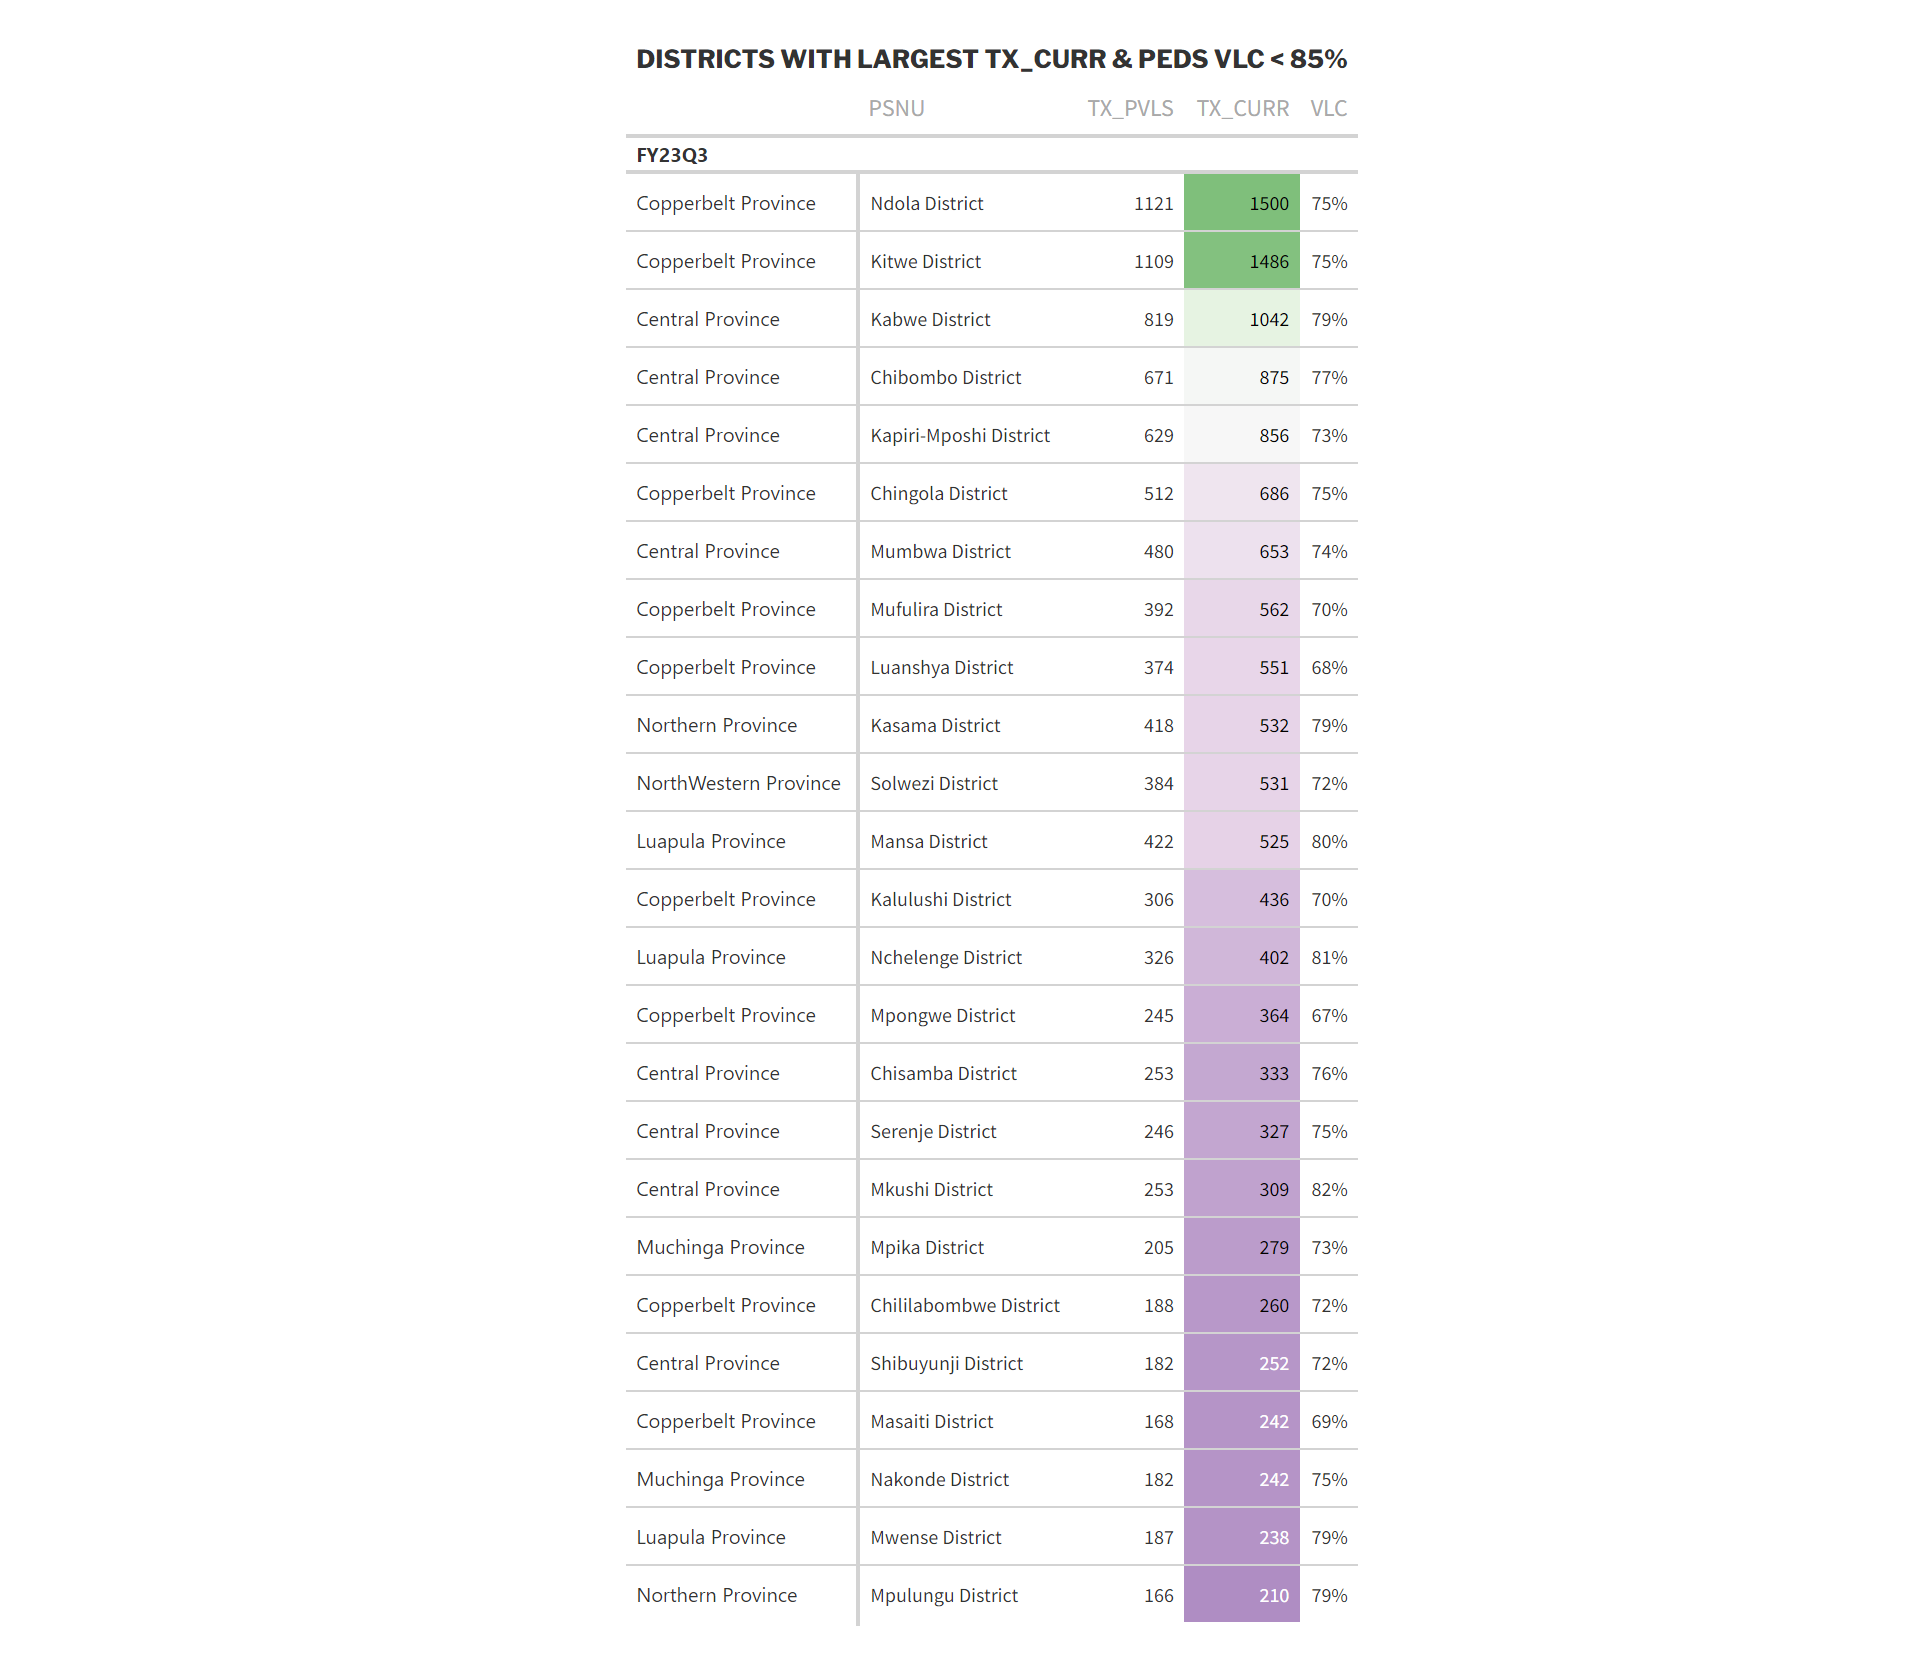 DISTRICTS WITH LARGEST TX_CURR & PEDS VLC < 85%
PSNU TX_PVLS TX_CURR VLC
FY23Q3
Copperbelt Province Ndola District 1121 1500 75%
Copperbelt Province Kitwe District 1109 1486 75%
Central Province Kabwe District 819 1042 79%
Central Province Chibombo District 671 875 77%
Central Province Kapiri-Mposhi District 629 856 73%
Copperbelt Province Chingola District 512 686 75%
Central Province Mumbwa District 480 653 74%
Copperbelt Province Mufulira District 392 562 70%
Copperbelt Province Luanshya District 374 551 68%
Northern Province Kasama District 418 532 79%
NorthWestern Province Solwezi District 384 531 72%
Luapula Province Mansa District 422 525 80%
Copperbelt Province Kalulushi District 306 436 70%
Luapula Province Nchelenge District 326 402 81%
Copperbelt Province Mpongwe District 245 364 67%
Central Province Chisamba District 253 333 76%
Central Province Serenje District 246 327 75%
Central Province Mkushi District 253 309 82%
Muchinga Province Mpika District 205 279 73%
Copperbelt Province Chililabombwe District 188 260 72%
Central Province Shibuyunji District 182 252 72%
Copperbelt Province Masaiti District 168 242 69%
Muchinga Province Nakonde District 182 242 75%
Luapula Province Mwense District 187 238 79%
Northern Province Mpulungu District 166 210 79%